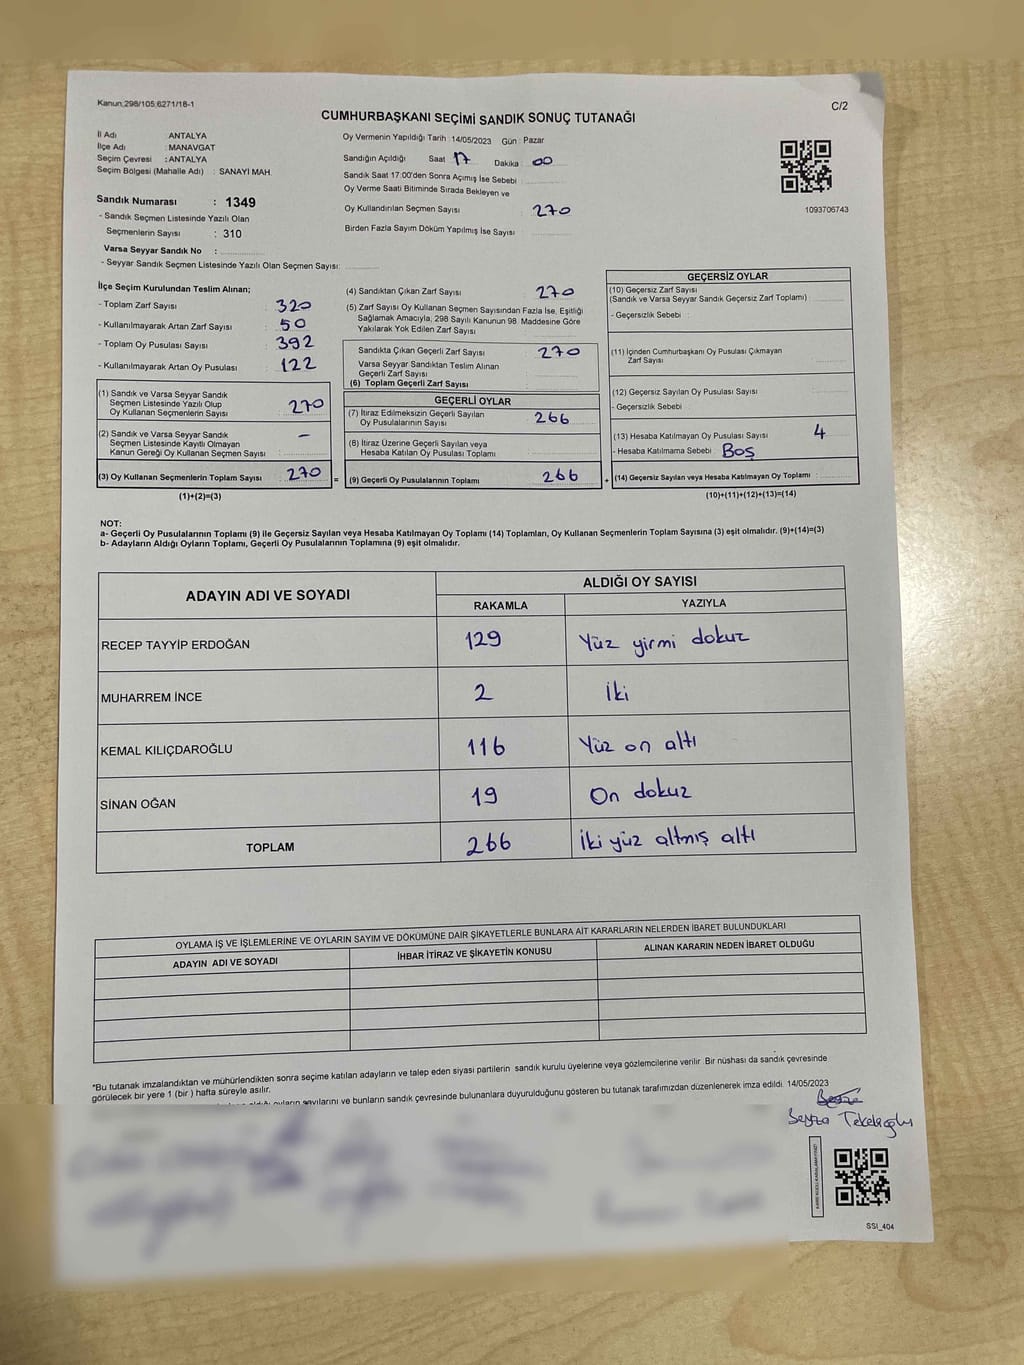 Kanun:298/105;6271/18-1
C/2
CUMHURBAŞKANI SEÇİMİ SANDIK SONUÇ TUTANAĞI
İl Adı : ANTALYA
İlçe Adı : MANAVGAT
Seçim Çevresi : ANTALYA
Seçim Bölgesi (Mahalle Adı) : SANAYİ MAH.
Sandık Numarası : 1349
- Sandık Seçmen Listesinde Yazılı Olan
Seçmenlerin Sayısı : 310
Varsa Seyyar Sandık No :
- Seyyar Sandık Seçmen Listesinde Yazılı Olan Seçmen Sayısı:
Oy Vermenin Yapıldığı Tarih : 14/05/2023 Gün : Pazar
Sandığın Açıldığı Saat 17 Dakika 00
Sandık Saat 17:00'den Sonra Açımış İse Sebebi :
Oy Verme Saati Bitiminde Sırada Bekleyen ve
Oy Kullandırılan Seçmen Sayısı : 270
Birden Fazla Sayım Döküm Yapılmış İse Sayısı :
1093706743
İlçe Seçim Kurulundan Teslim Alınan;
- Toplam Zarf Sayısı : 320
- Kullanılmayarak Artan Zarf Sayısı : 50
- Toplam Oy Pusulası Sayısı : 392
- Kullanılmayarak Artan Oy Pusulası : 122
(1) Sandık ve Varsa Seyyar Sandık
Seçmen Listesinde Yazılı Olup
Oy Kullanan Seçmenlerin Sayısı : 270
(2) Sandık ve Varsa Seyyar Sandık
Seçmen Listesinde Kayıtlı Olmayan
Kanun Gereği Oy Kullanan Seçmen Sayısı : -
(3) Oy Kullanan Seçmenlerin Toplam Sayısı : 270
(1)+(2)=(3)
=
(4) Sandıktan Çıkan Zarf Sayısı : 270
(5) Zarf Sayısı Oy Kullanan Seçmen Sayısından Fazla İse, Eşitliği
Sağlamak Amacıyla; 298 Sayılı Kanunun 98. Maddesine Göre
Yakılarak Yok Edilen Zarf Sayısı :
Sandıkta Çıkan Geçerli Zarf Sayısı : 270
Varsa Seyyar Sandıktan Teslim Alınan
Geçerli Zarf Sayısı :
(6) Toplam Geçerli Zarf Sayısı :
GEÇERLİ OYLAR
(7) İtiraz Edilmeksizin Geçerli Sayılan
Oy Pusulalarının Sayısı : 266
(8) İtiraz Üzerine Geçerli Sayılan veya
Hesaba Katılan Oy Pusulası Toplamı :
(9) Geçerli Oy Pusulalarının Toplamı : 266
+
GEÇERSİZ OYLAR
(10) Geçersiz Zarf Sayısı
(Sandık ve Varsa Seyyar Sandık Geçersiz Zarf Toplamı) :
- Geçersizlik Sebebi :
(11) İçinden Cumhurbaşkanı Oy Pusulası Çıkmayan
Zarf Sayısı :
(12) Geçersiz Sayılan Oy Pusulası Sayısı :
- Geçersizlik Sebebi :
(13) Hesaba Katılmayan Oy Pusulası Sayısı : 4
- Hesaba Katılmama Sebebi : Boş
(14) Geçersiz Sayılan veya Hesaba Katılmayan Oy Toplamı :
(10)+(11)+(12)+(13)=(14)
NOT:
a- Geçerli Oy Pusulalarının Toplamı (9) ile Geçersiz Sayılan veya Hesaba Katılmayan Oy Toplamı (14) Toplamları, Oy Kullanan Seçmenlerin Toplam Sayısına (3) eşit olmalıdır. (9)+(14)=(3)
b- Adayların Aldığı Oyların Toplamı, Geçerli Oy Pusulalarının Toplamına (9) eşit olmalıdır.
ADAYIN ADI VE SOYADI ALDIĞI OY SAYISI
RAKAMLA YAZIYLA
RECEP TAYYİP ERDOĞAN 129 Yüz yirmi dokuz
MUHARREM İNCE 2 İki
KEMAL KILIÇDAROĞLU 116 Yüz on altı
SİNAN OĞAN 19 On dokuz
TOPLAM 266 İki yüz altmış altı
OYLAMA İŞ VE İŞLEMLERİNE VE OYLARIN SAYIM VE DÖKÜMÜNE DAİR ŞİKAYETLERLE BUNLARA AİT KARARLARIN NELERDEN İBARET BULUNDUKLARI
ADAYIN ADI VE SOYADI İHBAR İTİRAZ VE ŞİKAYETİN KONUSU ALINAN KARARIN NEDEN İBARET OLDUĞU
*Bu tutanak imzalandıktan ve mühürlendikten sonra seçime katılan adayların ve talep eden siyasi partilerin sandık kurulu üyelerine veya gözlemcilerine verilir. Bir nüshası da sandık çevresinde
görülecek bir yere 1 (bir) hafta süreyle asılır.
oyların sayılarını ve bunların sandık çevresinde bulunanlara duyurulduğunu gösteren bu tutanak tarafımızdan düzenlenerek imza edildi. 14/05/2023
Beyza
SSI_404